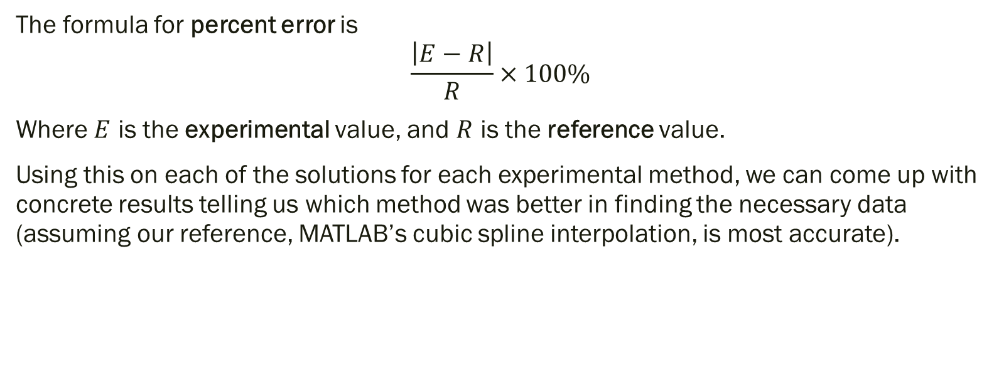 The formula for percent error is
|E − R|
R
× 100%
Where E is the experimental value, and R is the reference value.
Using this on each of the solutions for each experimental method, we can come up with
concrete results telling us which method was better in finding the necessary data
(assuming our reference, MATLAB’s cubic spline interpolation, is most accurate).